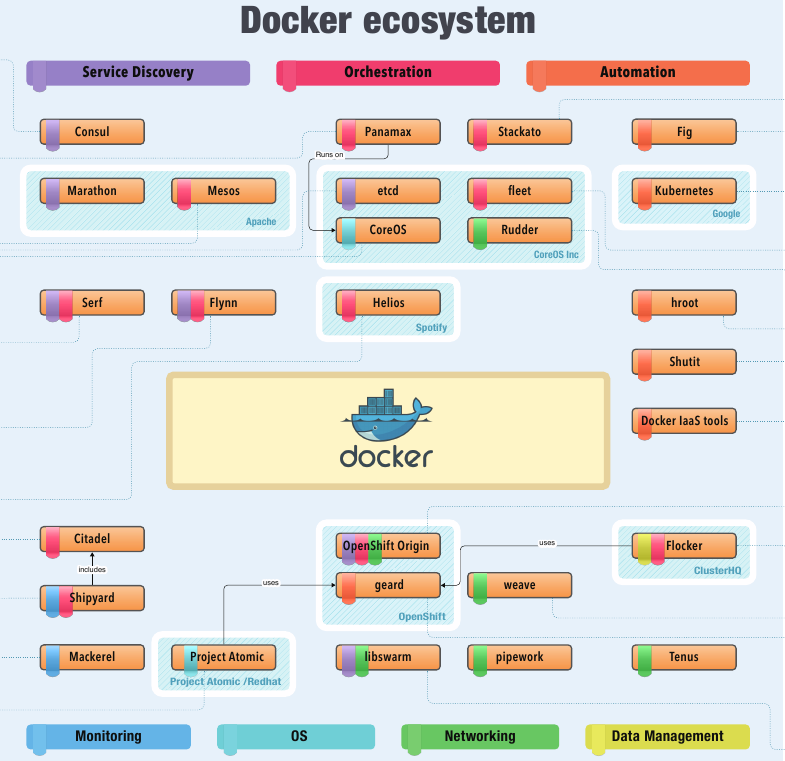 Docker ecosystem
Service Discovery
Orchestration
Automation
Consul
Panamax
Stackato
Fig
Runs on
Marathon
Mesos
Apache
etcd
fleet
CoreOS
Rudder
CoreOS Inc
Kubernetes
Google
Serf
Flynn
Helios
Spotify
hroot
Shutit
Docker IaaS tools
docker
Citadel
includes
Shipyard
Mackerel
OpenShift Origin
geard
OpenShift
uses
uses
Flocker
ClusterHQ
weave
Project Atomic
Project Atomic /Redhat
libswarm
pipework
Tenus
Monitoring
OS
Networking
Data Management